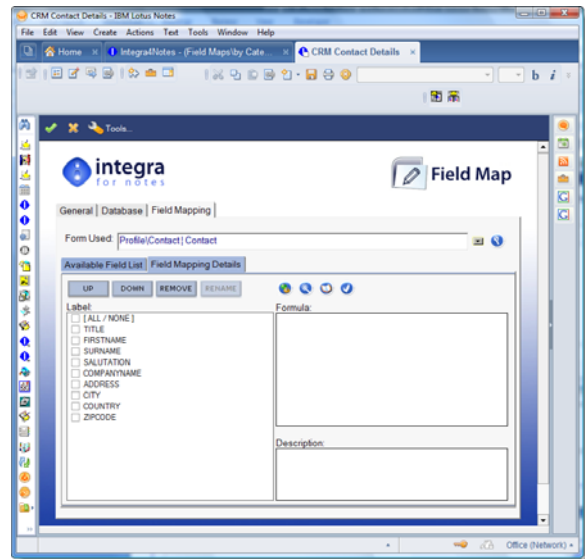 CRM Contact Details - IBM Lotus Notes
File Edit View Create Actions Text Tools Window Help
Home Integra4Notes - (Field Maps\by Cate... CRM Contact Details
b i
Tools...
integra
for notes
Field Map
General | Database | Field Mapping |
Form Used: Profile\Contact | Contact
Available Field List | Field Mapping Details
UP DOWN REMOVE RENAME
Label: Formula:
[ ALL / NONE ]
TITLE
FIRSTNAME
SURNAME
SALUTATION
COMPANYNAME
ADDRESS
CITY
COUNTRY
ZIPCODE
Description:
Office (Network)